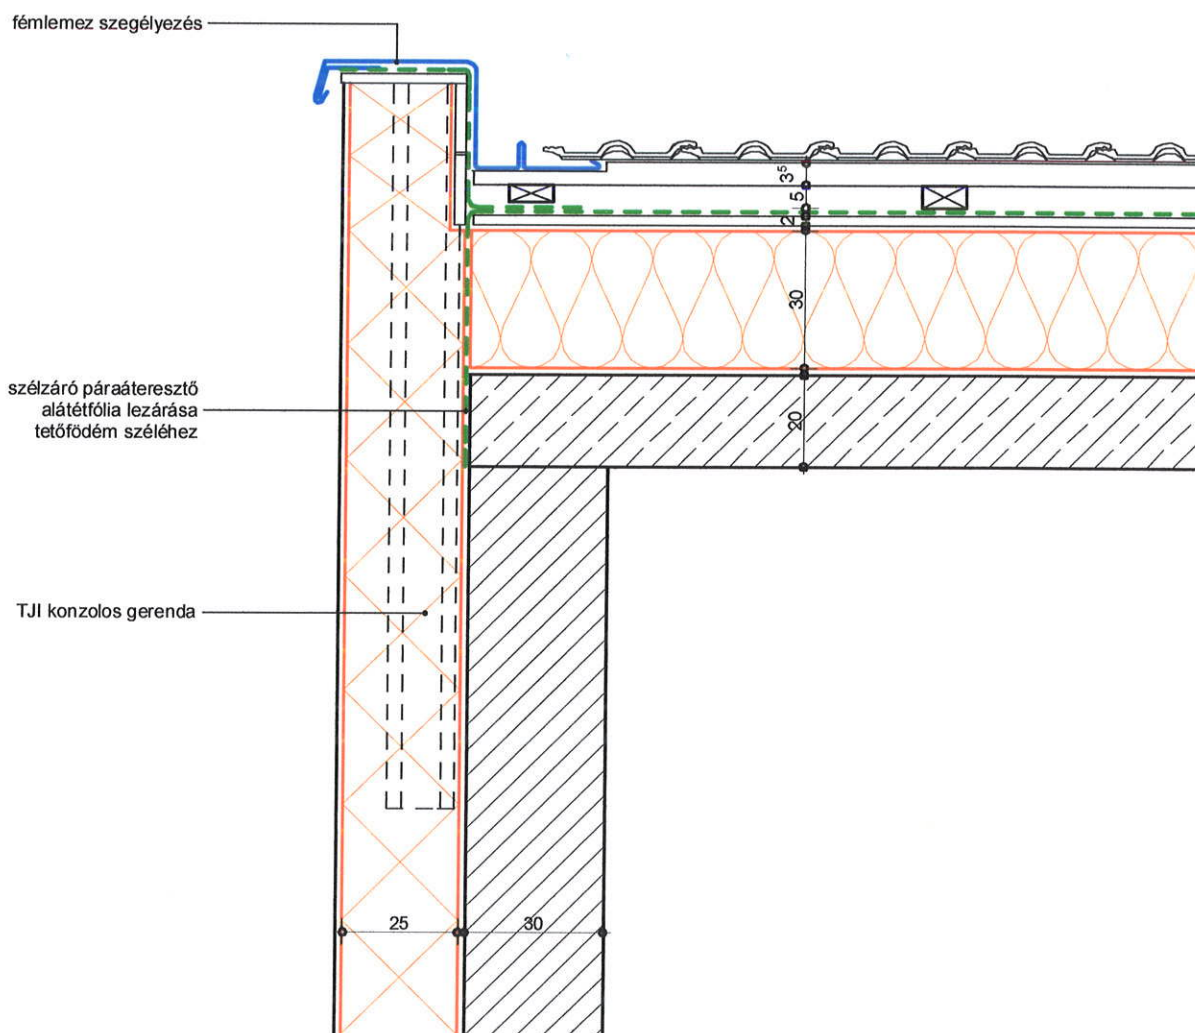 fémlemez szegélyezés
3⁵
5
2
30
szélzáró páraáteresztő
alátétfólia lezárása
tetőfödém széléhez
20
TJI konzolos gerenda
25
30